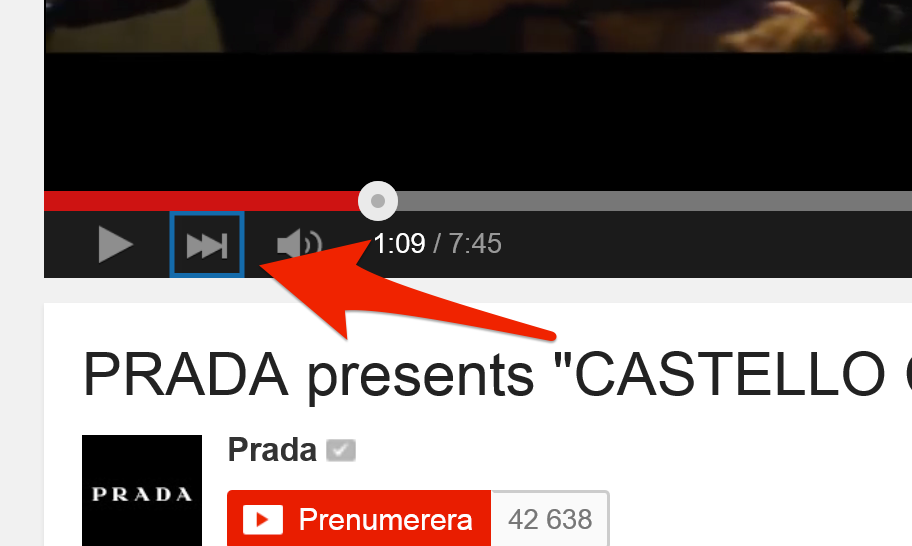 1:09 / 7:45
PRADA presents "CASTELLO
Prada
PRADA
Prenumerera 42 638